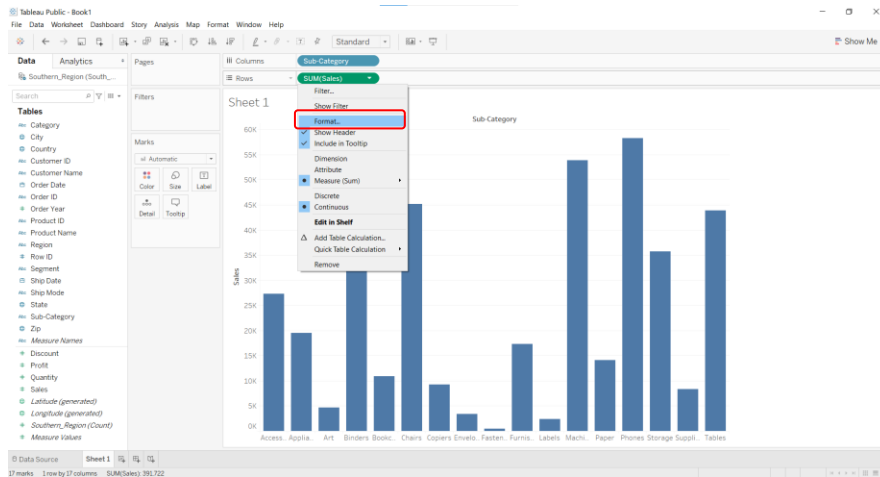 Tableau Public - Book1
File Data Worksheet Dashboard Story Analysis Map Format Window Help
Standard
Show Me
Data Analytics
Pages
Columns Sub-Category
Southern_Region (South_...
Rows SUM(Sales)
Search
Filters
Tables
Category
City
Country
Customer ID
Customer Name
Order Date
Order ID
Order Year
Product ID
Product Name
Region
Row ID
Segment
Ship Date
Ship Mode
State
Sub-Category
Zip
Measure Names
Discount
Profit
Quantity
Sales
Latitude (generated)
Longitude (generated)
Southern_Region (Count)
Measure Values
Marks
Automatic
Color Size Label
Detail Tooltip
Filter...
Show Filter
Format...
Show Header
Include in Tooltip
Dimension
Attribute
Measure (Sum)
Discrete
Continuous
Edit in Shelf
Add Table Calculation...
Quick Table Calculation
Remove
Sheet 1
Sub-Category
Sales
60K
55K
50K
45K
40K
35K
30K
25K
20K
15K
10K
5K
0K
Access.. Applia.. Art Binders Bookc.. Chairs Copiers Envelo.. Fasten.. Furnis.. Labels Machi.. Paper Phones Storage Suppli.. Tables
Data Source Sheet 1
17 marks 1 row by 17 columns SUM(Sales): 391,722